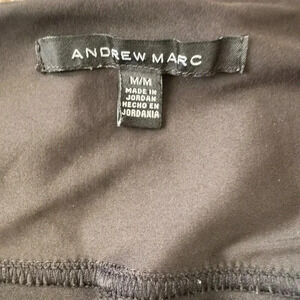 ANDREW MARC
M/M
MADE IN
JORDAN
HECHO EN
JORDANIA